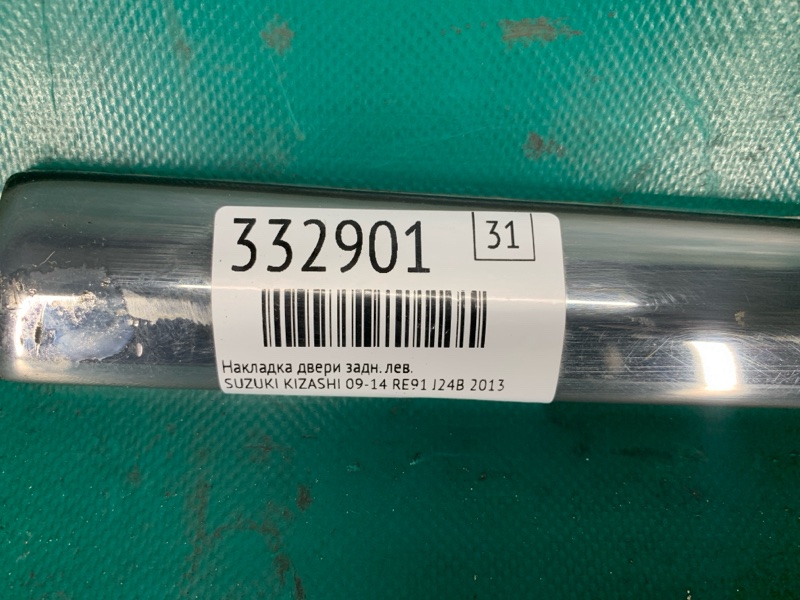 332901
31
Накладка двери задн. лев.
SUZUKI KIZASHI 09-14 RE91 J24B 2013